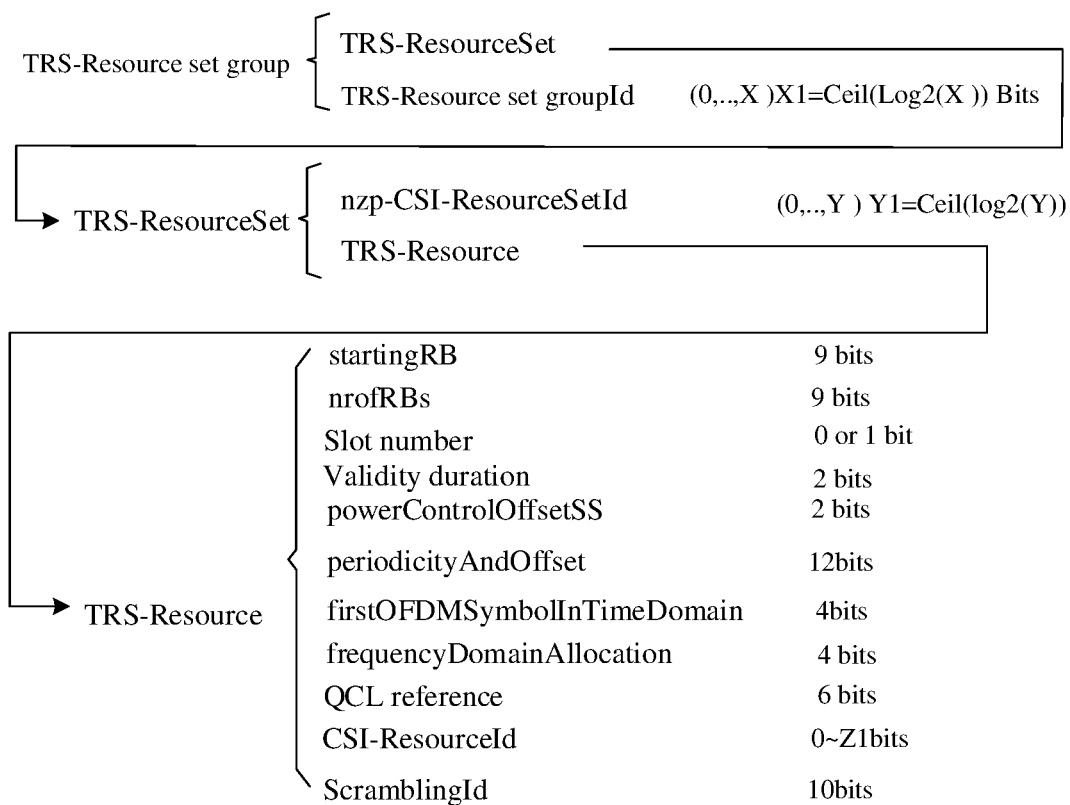 TRS-Resource set group
TRS-ResourceSet
TRS-Resource set groupId (0,..,X )X1=Ceil(Log2(X )) Bits
TRS-ResourceSet
nzp-CSI-ResourceSetId (0,..,Y ) Y1=Ceil(log2(Y))
TRS-Resource
TRS-Resource
startingRB 9 bits
nrofRBs 9 bits
Slot number 0 or 1 bit
Validity duration 2 bits
powerControlOffsetSS 2 bits
periodicityAndOffset 12bits
firstOFDMSymbolInTimeDomain 4bits
frequencyDomainAllocation 4 bits
QCL reference 6 bits
CSI-ResourceId 0~Z1bits
ScramblingId 10bits